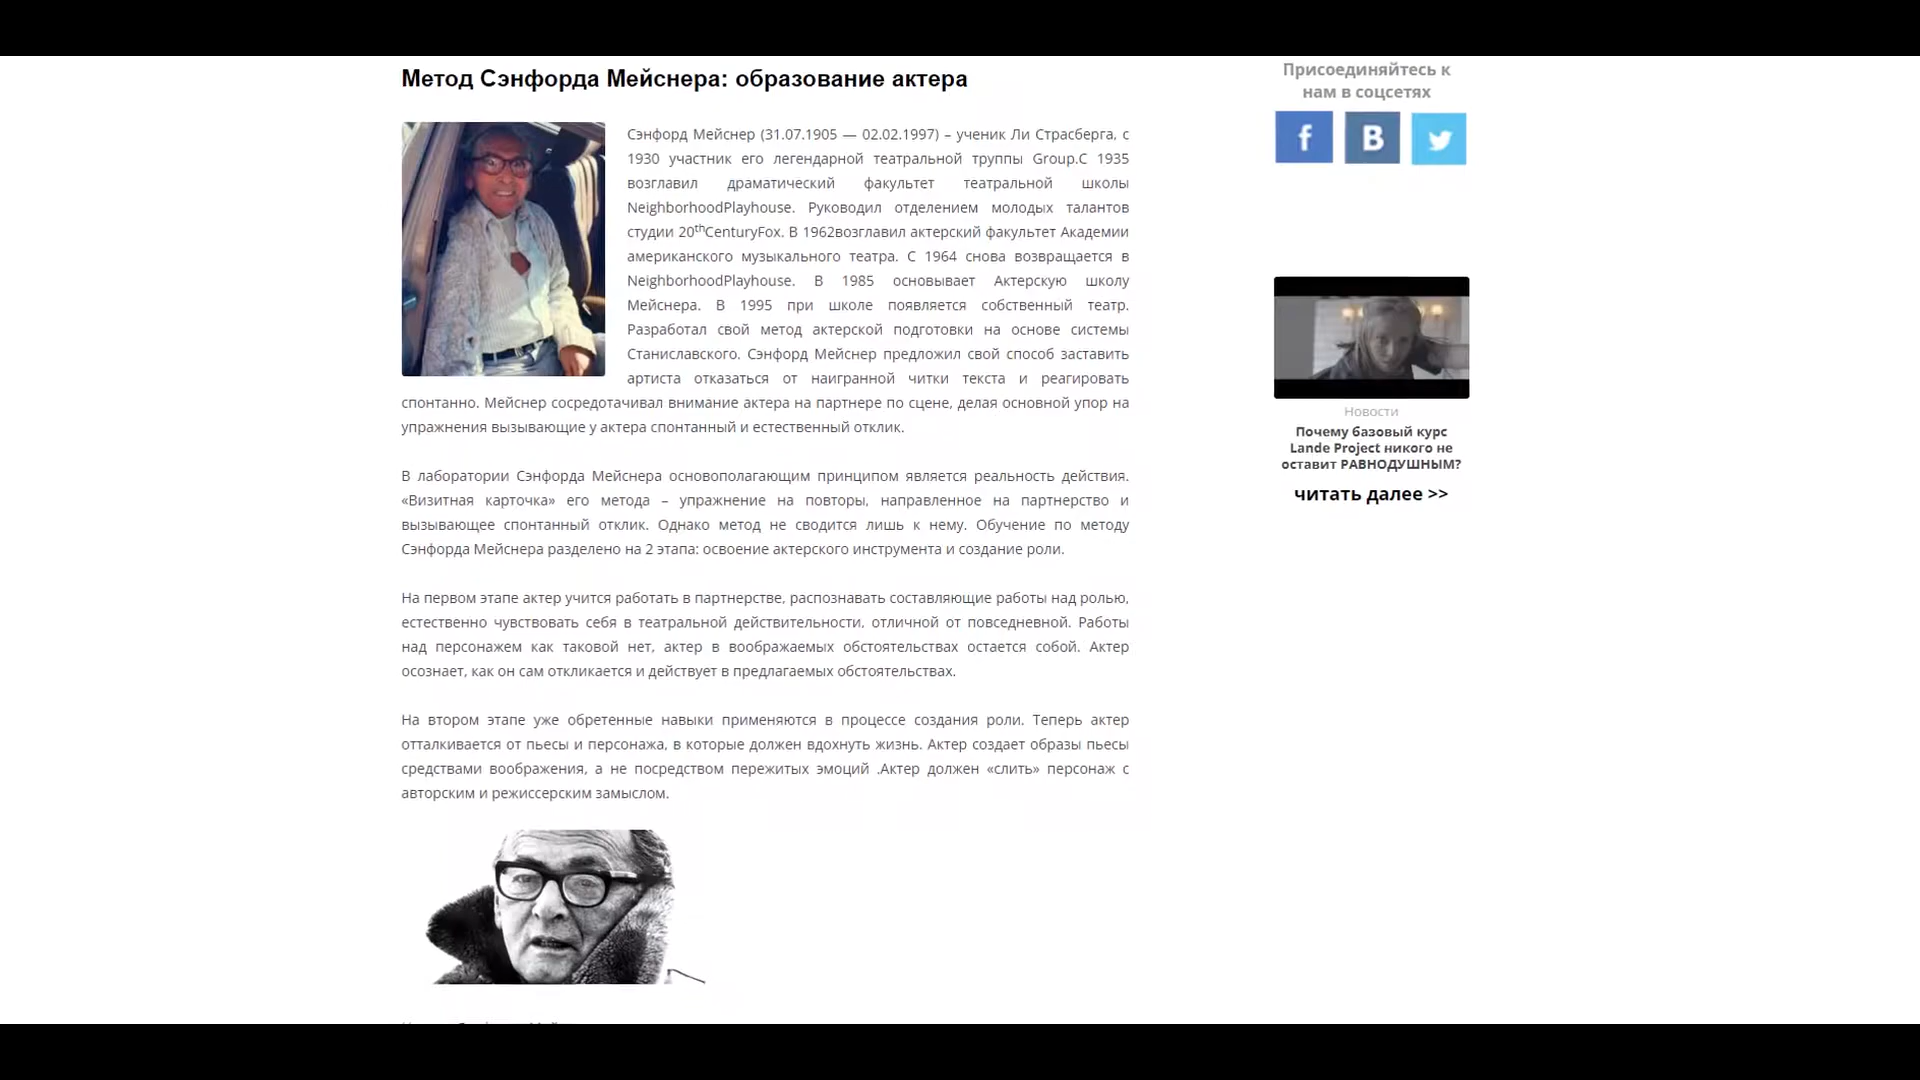 Метод Сэнфорда Мейснера: образование актера
Сэнфорд Мейснер (31.07.1905 — 02.02.1997) – ученик Ли Страсберга, с
1930 участник его легендарной театральной труппы Group.С 1935
возглавил драматический факультет театральной школы
NeighborhoodPlayhouse. Руководил отделением молодых талантов
студии 20thCenturyFox. В 1962возглавил актерский факультет Академии
американского музыкального театра. С 1964 снова возвращается в
NeighborhoodPlayhouse. В 1985 основывает Актерскую школу
Мейснера. В 1995 при школе появляется собственный театр.
Разработал свой метод актерской подготовки на основе системы
Станиславского. Сэнфорд Мейснер предложил свой способ заставить
артиста отказаться от наигранной читки текста и реагировать
спонтанно. Мейснер сосредотачивал внимание актера на партнере по сцене, делая основной упор на
упражнения вызывающие у актера спонтанный и естественный отклик.
В лаборатории Сэнфорда Мейснера основополагающим принципом является реальность действия.
«Визитная карточка» его метода – упражнение на повторы, направленное на партнерство и
вызывающее спонтанный отклик. Однако метод не сводится лишь к нему. Обучение по методу
Сэнфорда Мейснера разделено на 2 этапа: освоение актерского инструмента и создание роли.
На первом этапе актер учится работать в партнерстве, распознавать составляющие работы над ролью,
естественно чувствовать себя в театральной действительности, отличной от повседневной. Работы
над персонажем как таковой нет, актер в воображаемых обстоятельствах остается собой. Актер
осознает, как он сам откликается и действует в предлагаемых обстоятельствах.
На втором этапе уже обретенные навыки применяются в процессе создания роли. Теперь актер
отталкивается от пьесы и персонажа, в которые должен вдохнуть жизнь. Актер создает образы пьесы
средствами воображения, а не посредством пережитых эмоций .Актер должен «слить» персонаж с
авторским и режиссерским замыслом.
Присоединяйтесь к
нам в соцсетях
f B
Новости
Почему базовый курс
Lande Project никого не
оставит РАВНОДУШНЫМ?
читать далее >>